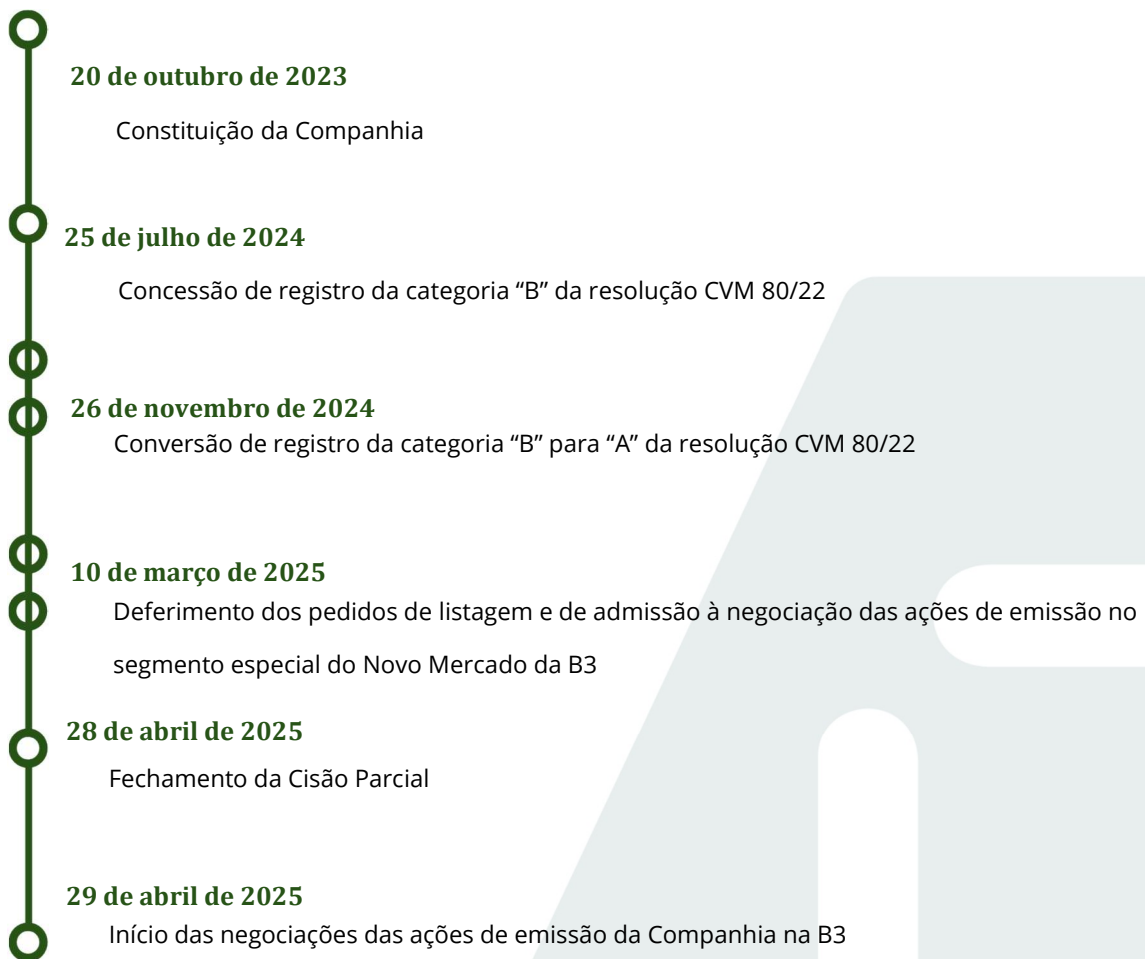 20 de outubro de 2023
Constituição da Companhia
25 de julho de 2024
Concessão de registro da categoria “B” da resolução CVM 80/22
26 de novembro de 2024
Conversão de registro da categoria “B” para “A” da resolução CVM 80/22
10 de março de 2025
Deferimento dos pedidos de listagem e de admissão à negociação das ações de emissão no
segmento especial do Novo Mercado da B3
28 de abril de 2025
Fechamento da Cisão Parcial
29 de abril de 2025
Início das negociações das ações de emissão da Companhia na B3